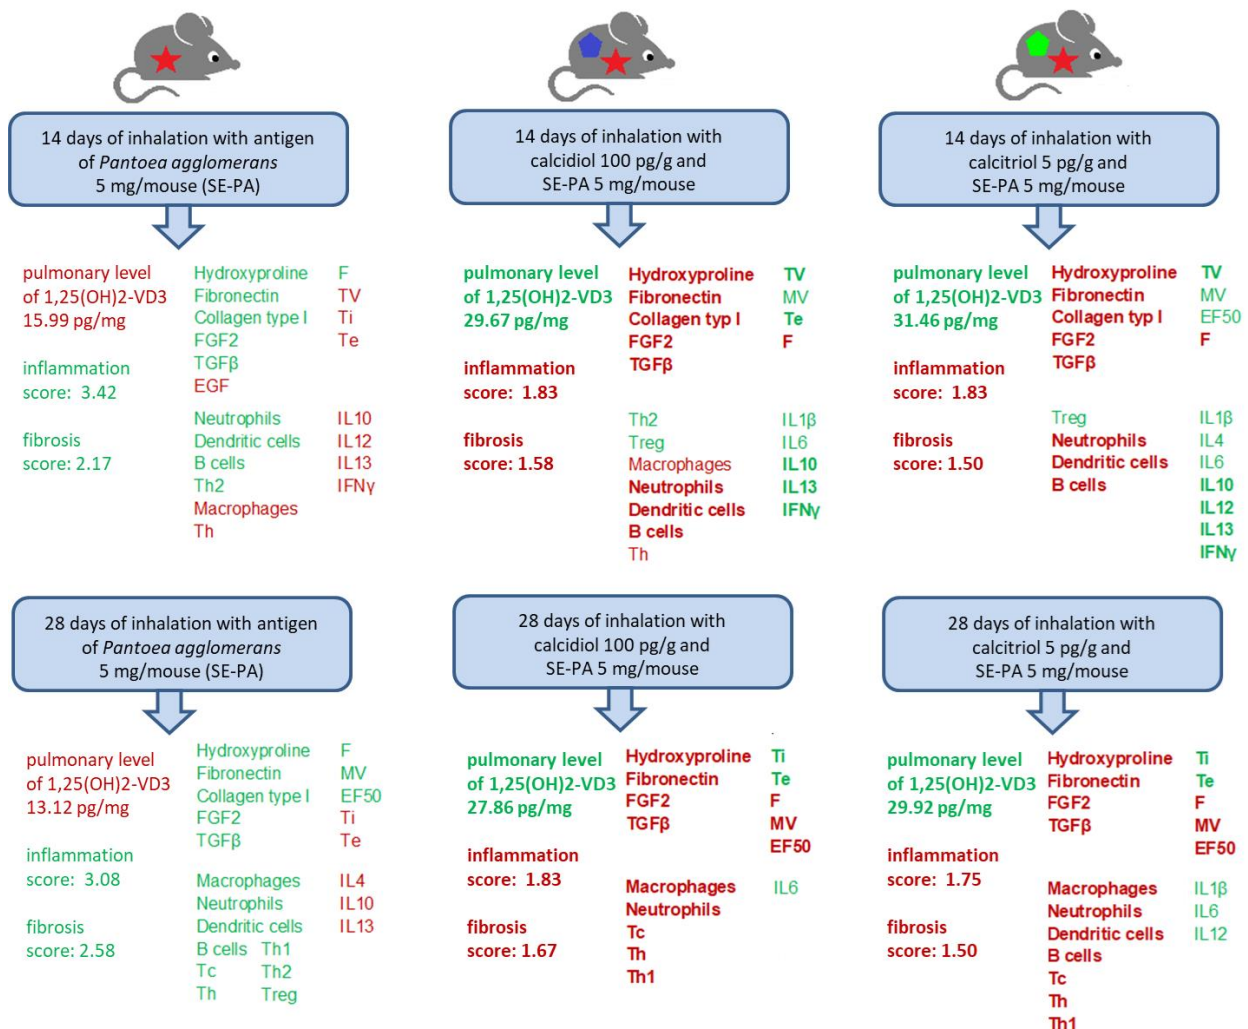 14 days of inhalation with antigen
of Pantoea agglomerans
5 mg/mouse (SE-PA)
14 days of inhalation with
calcidiol 100 pg/g and
SE-PA 5 mg/mouse
14 days of inhalation with
calcitriol 5 pg/g and
SE-PA 5 mg/mouse
pulmonary level
of 1,25(OH)2-VD3
15.99 pg/mg
inflammation
score: 3.42
fibrosis
score: 2.17
Hydroxyproline
Fibronectin
Collagen type I
FGF2
TGFβ
EGF
F
TV
Ti
Te
Neutrophils
Dendritic cells
B cells
Th2
Macrophages
Th
IL10
IL12
IL13
IFNγ
pulmonary level
of 1,25(OH)2-VD3
29.67 pg/mg
inflammation
score: 1.83
fibrosis
score: 1.58
Hydroxyproline
Fibronectin
Collagen typ I
FGF2
TGFβ
TV
MV
Te
F
Th2
Treg
Macrophages
Neutrophils
Dendritic cells
B cells
Th
IL1β
IL6
IL10
IL13
IFNγ
pulmonary level
of 1,25(OH)2-VD3
31.46 pg/mg
inflammation
score: 1.83
fibrosis
score: 1.50
Hydroxyproline
Fibronectin
Collagen typ I
FGF2
TGFβ
TV
MV
EF50
F
Treg
Neutrophils
Dendritic cells
B cells
IL1β
IL4
IL6
IL10
IL12
IL13
IFNγ
28 days of inhalation with antigen
of Pantoea agglomerans
5 mg/mouse (SE-PA)
28 days of inhalation with
calcidiol 100 pg/g and
SE-PA 5 mg/mouse
28 days of inhalation with
calcitriol 5 pg/g and
SE-PA 5 mg/mouse
pulmonary level
of 1,25(OH)2-VD3
13.12 pg/mg
inflammation
score: 3.08
fibrosis
score: 2.58
Hydroxyproline
Fibronectin
Collagen type I
FGF2
TGFβ
F
MV
EF50
Ti
Te
Macrophages
Neutrophils
Dendritic cells
B cells Th1
Tc Th2
Th Treg
IL4
IL10
IL13
pulmonary level
of 1,25(OH)2-VD3
27.86 pg/mg
inflammation
score: 1.83
fibrosis
score: 1.67
Hydroxyproline
Fibronectin
FGF2
TGFβ
Ti
Te
F
MV
EF50
Macrophages
Neutrophils
Tc
Th
Th1
IL6
pulmonary level
of 1,25(OH)2-VD3
29.92 pg/mg
inflammation
score: 1.75
fibrosis
score: 1.50
Hydroxyproline
Fibronectin
FGF2
TGFβ
Ti
Te
F
MV
EF50
Macrophages
Neutrophils
Dendritic cells
B cells
Tc
Th
Th1
IL1β
IL6
IL12